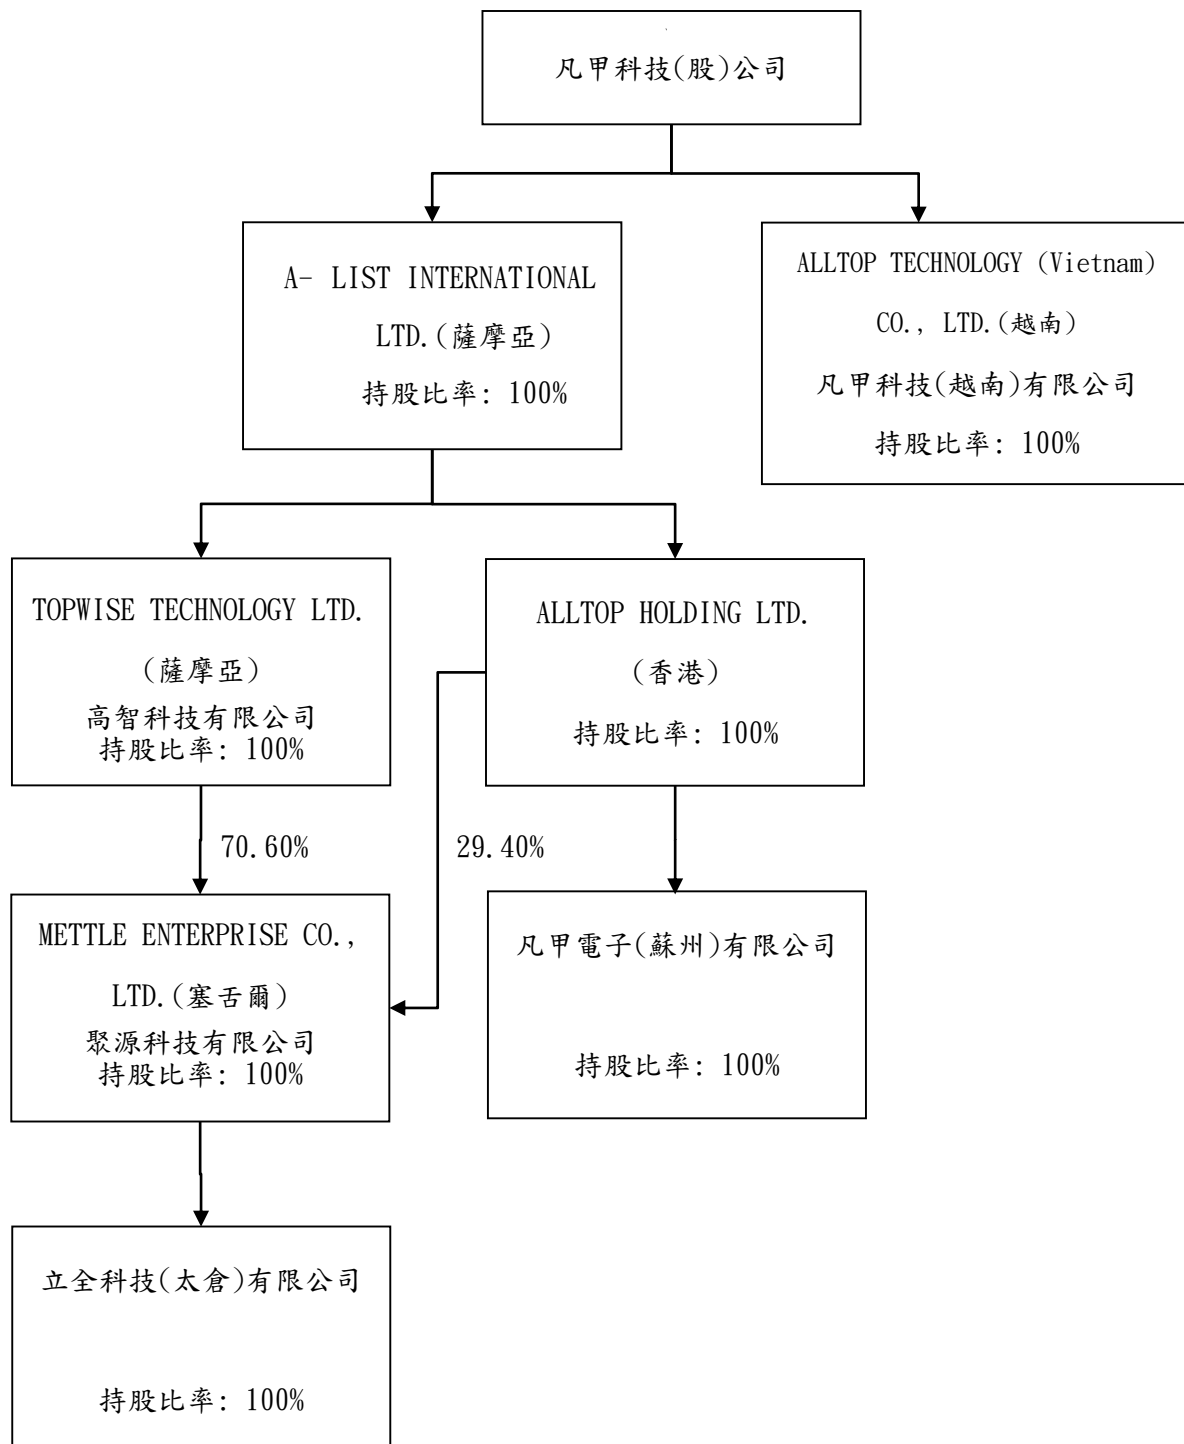 凡甲科技(股)公司
A- LIST INTERNATIONAL
LTD.(薩摩亞)
持股比率: 100%
ALLTOP TECHNOLOGY (Vietnam)
CO., LTD.(越南)
凡甲科技(越南)有限公司
持股比率: 100%
TOPWISE TECHNOLOGY LTD.
(薩摩亞)
高智科技有限公司
持股比率: 100%
ALLTOP HOLDING LTD.
(香港)
持股比率: 100%
70.60%
29.40%
METTLE ENTERPRISE CO.,
LTD.(塞舌爾)
聚源科技有限公司
持股比率: 100%
凡甲電子(蘇州)有限公司
持股比率: 100%
立全科技(太倉)有限公司
持股比率: 100%